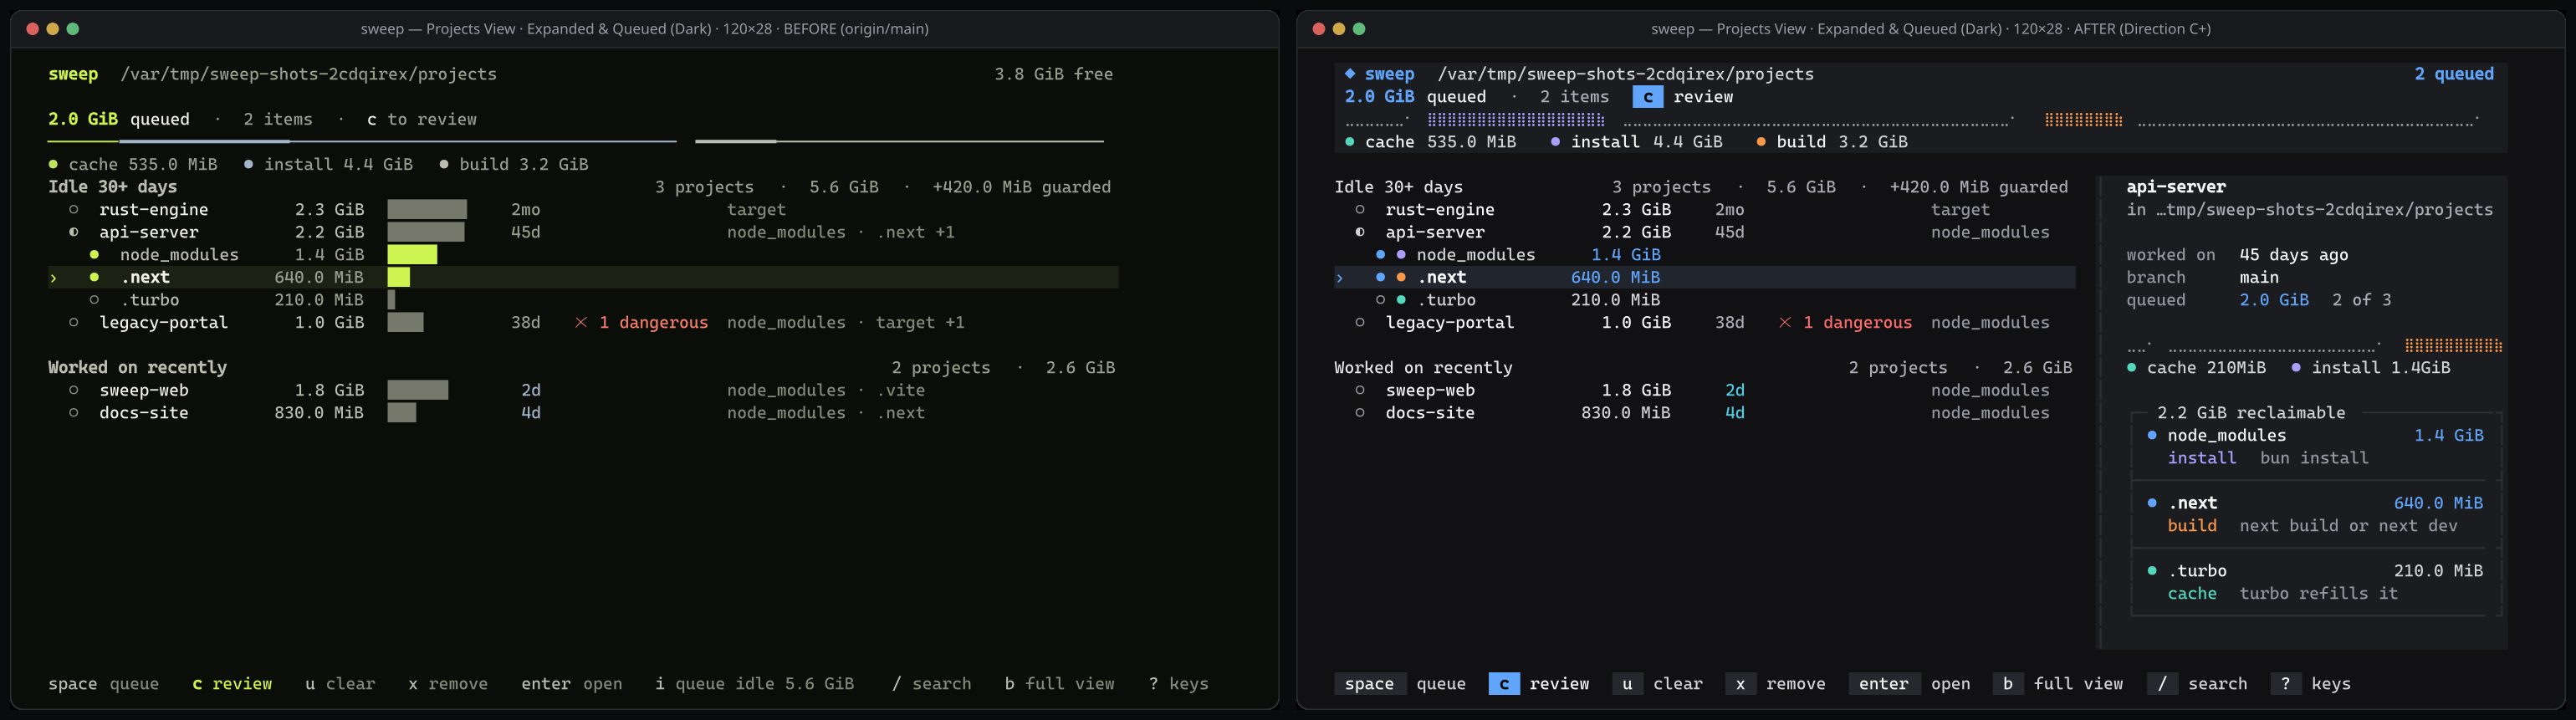 sweep — Projects View · Expanded & Queued (Dark) · 120×28 · BEFORE (origin/main)
sweep /var/tmp/sweep-shots-2cdqirex/projects 3.8 GiB free
2.0 GiB queued · 2 items · c to review
cache 535.0 MiB install 4.4 GiB build 3.2 GiB
Idle 30+ days 3 projects · 5.6 GiB · +420.0 MiB guarded
rust-engine 2.3 GiB 2mo target
api-server 2.2 GiB 45d node_modules · .next +1
node_modules 1.4 GiB
› .next 640.0 MiB
.turbo 210.0 MiB
legacy-portal 1.0 GiB 38d × 1 dangerous node_modules · target +1
Worked on recently 2 projects · 2.6 GiB
sweep-web 1.8 GiB 2d node_modules · .vite
docs-site 830.0 MiB 4d node_modules · .next
space queue c review u clear x remove enter open i queue idle 5.6 GiB / search b full view ? keys
sweep — Projects View · Expanded & Queued (Dark) · 120×28 · AFTER (Direction C+)
◆ sweep /var/tmp/sweep-shots-2cdqirex/projects 2 queued
2.0 GiB queued · 2 items c review
cache 535.0 MiB install 4.4 GiB build 3.2 GiB
Idle 30+ days 3 projects · 5.6 GiB · +420.0 MiB guarded
rust-engine 2.3 GiB 2mo target
api-server 2.2 GiB 45d node_modules
node_modules 1.4 GiB
› .next 640.0 MiB
.turbo 210.0 MiB
legacy-portal 1.0 GiB 38d × 1 dangerous node_modules
Worked on recently 2 projects · 2.6 GiB
sweep-web 1.8 GiB 2d node_modules
docs-site 830.0 MiB 4d node_modules
api-server
in …tmp/sweep-shots-2cdqirex/projects
worked on 45 days ago
branch main
queued 2.0 GiB 2 of 3
cache 210MiB install 1.4GiB
2.2 GiB reclaimable
node_modules 1.4 GiB
install bun install
.next 640.0 MiB
build next build or next dev
.turbo 210.0 MiB
cache turbo refills it
space queue c review u clear x remove enter open b full view / search ? keys